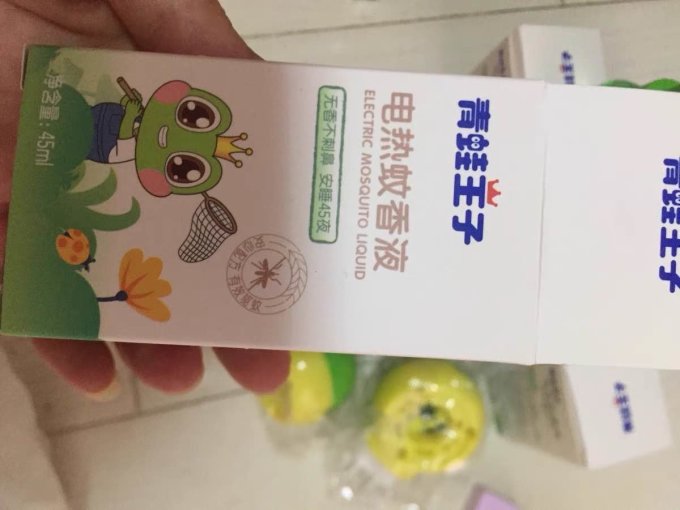 青蛙王子
电热蚊香液
ELECTRIC MOSQUITO LIQUID
无香不刺鼻 安睡45夜
净含量：45ml
青蛙王子